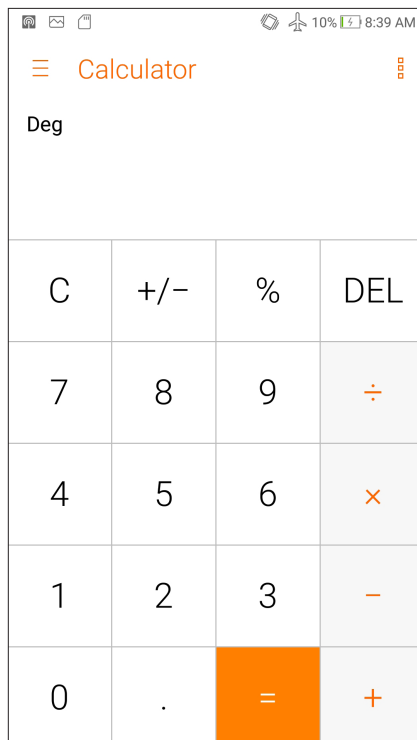 10% 8:39 AM
Calculator
Deg
C +/− % DEL
7 8 9 ÷
4 5 6 ×
1 2 3 −
0 . = +